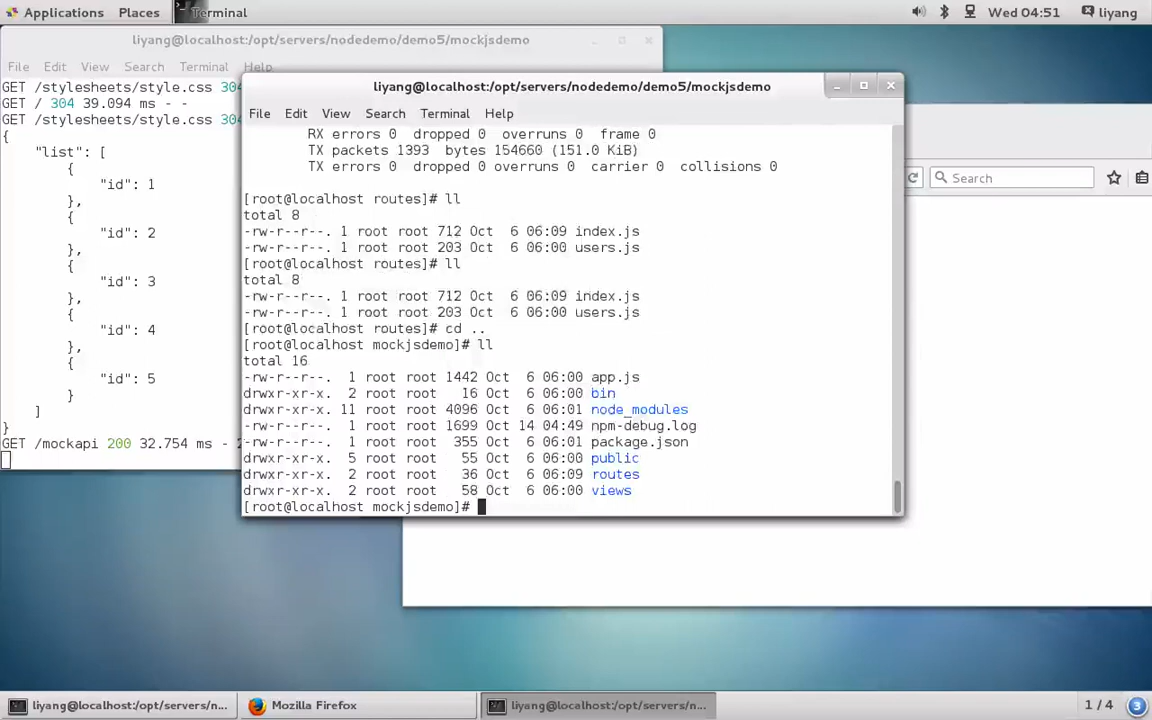 Applications Places Terminal Wed 04:51 liyang
liyang@localhost:/opt/servers/nodedemo/demo5/mockjsdemo
File Edit View Search Terminal Help
GET /stylesheets/style.css 304
GET / 304 39.094 ms - -
GET /stylesheets/style.css 304
{
"list": [
{
"id": 1
},
{
"id": 2
},
{
"id": 3
},
{
"id": 4
},
{
"id": 5
}
]
}
GET /mockapi 200 32.754 ms -
liyang@localhost:/opt/servers/nodedemo/demo5/mockjsdemo
File Edit View Search Terminal Help
RX errors 0 dropped 0 overruns 0 frame 0
TX packets 1393 bytes 154660 (151.0 KiB)
TX errors 0 dropped 0 overruns 0 carrier 0 collisions 0
[root@localhost routes]# ll
total 8
-rw-r--r--. 1 root root 712 Oct 6 06:09 index.js
-rw-r--r--. 1 root root 203 Oct 6 06:00 users.js
[root@localhost routes]# ll
total 8
-rw-r--r--. 1 root root 712 Oct 6 06:09 index.js
-rw-r--r--. 1 root root 203 Oct 6 06:00 users.js
[root@localhost routes]# cd ..
[root@localhost mockjsdemo]# ll
total 16
-rw-r--r--. 1 root root 1442 Oct 6 06:00 app.js
drwxr-xr-x. 2 root root 16 Oct 6 06:00 bin
drwxr-xr-x. 11 root root 4096 Oct 6 06:01 node_modules
-rw-r--r--. 1 root root 1699 Oct 14 04:49 npm-debug.log
-rw-r--r--. 1 root root 355 Oct 6 06:01 package.json
drwxr-xr-x. 5 root root 55 Oct 6 06:00 public
drwxr-xr-x. 2 root root 36 Oct 6 06:09 routes
drwxr-xr-x. 2 root root 58 Oct 6 06:00 views
[root@localhost mockjsdemo]#
Search
liyang@localhost:/opt/servers/n... Mozilla Firefox liyang@localhost:/opt/servers/n... 1 / 4 3